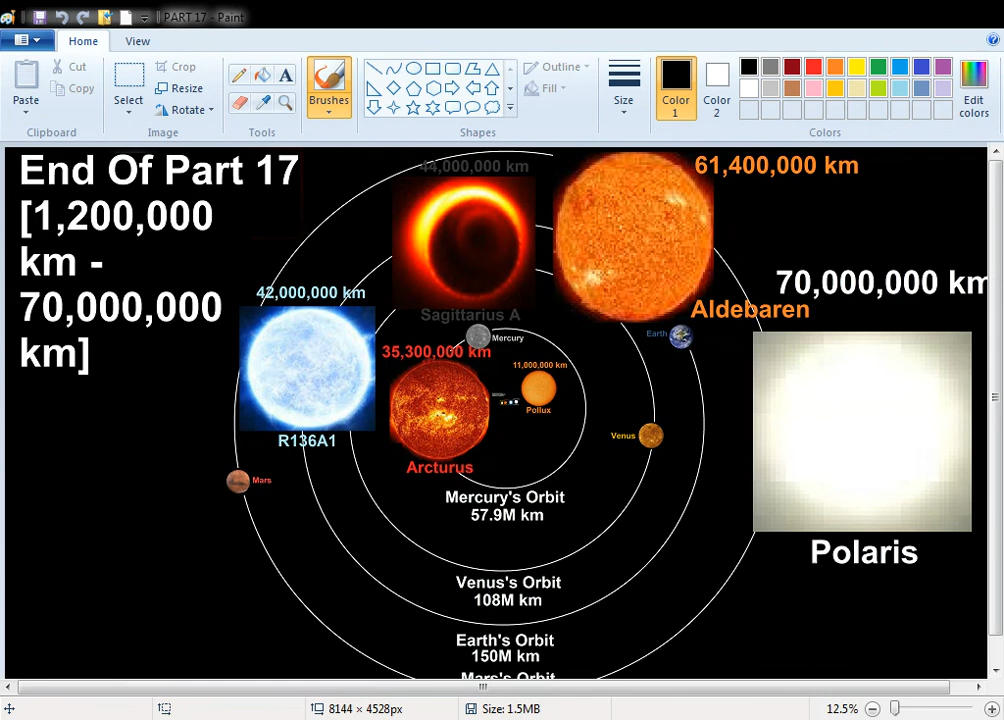 PART 17 - Paint
Home
View
Paste
Cut
Copy
Clipboard
Select
Crop
Resize
Rotate
Image
A
Tools
Brushes
Shapes
Outline
Fill
Size
Color
1
Color
2
Colors
Edit
colors
End Of Part 17
[1,200,000
km -
70,000,000
km]
44,000,000 km
Sagittarius A
61,400,000 km
Aldebaren
70,000,000 km
Polaris
42,000,000 km
R136A1
35,300,000 km
Arcturus
Mercury
11,000,000 km
Pollux
Earth
Venus
Mars
Mercury's Orbit
57.9M km
Venus's Orbit
108M km
Earth's Orbit
150M km
Mars's Orbit
8144 × 4528px
Size: 1.5MB
12.5%